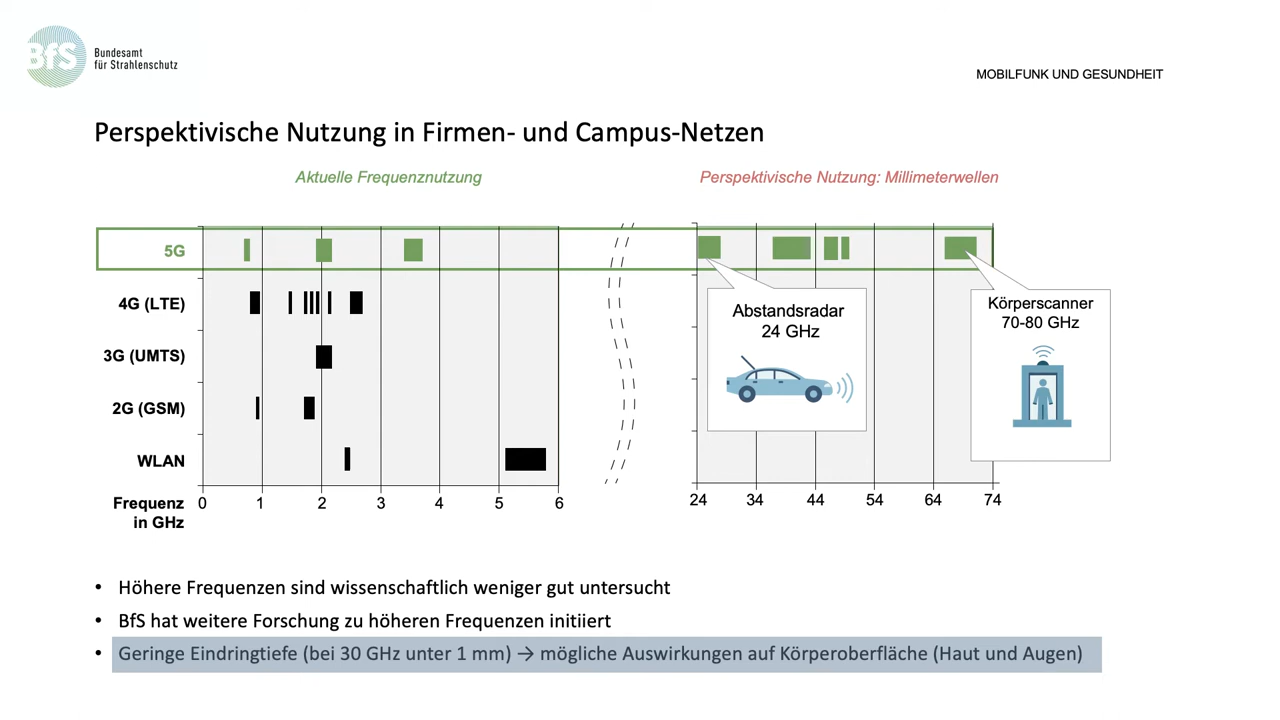 BfS
Bundesamt
für Strahlenschutz
MOBILFUNK UND GESUNDHEIT
Perspektivische Nutzung in Firmen- und Campus-Netzen
Aktuelle Frequenznutzung
Perspektivische Nutzung: Millimeterwellen
5G
4G (LTE)
3G (UMTS)
2G (GSM)
WLAN
Frequenz
in GHz
0 1 2 3 4 5 6
Abstandsradar
24 GHz
Körperscanner
70-80 GHz
24 34 44 54 64 74
• Höhere Frequenzen sind wissenschaftlich weniger gut untersucht
• BfS hat weitere Forschung zu höheren Frequenzen initiiert
• Geringe Eindringtiefe (bei 30 GHz unter 1 mm) → mögliche Auswirkungen auf Körperoberfläche (Haut und Augen)